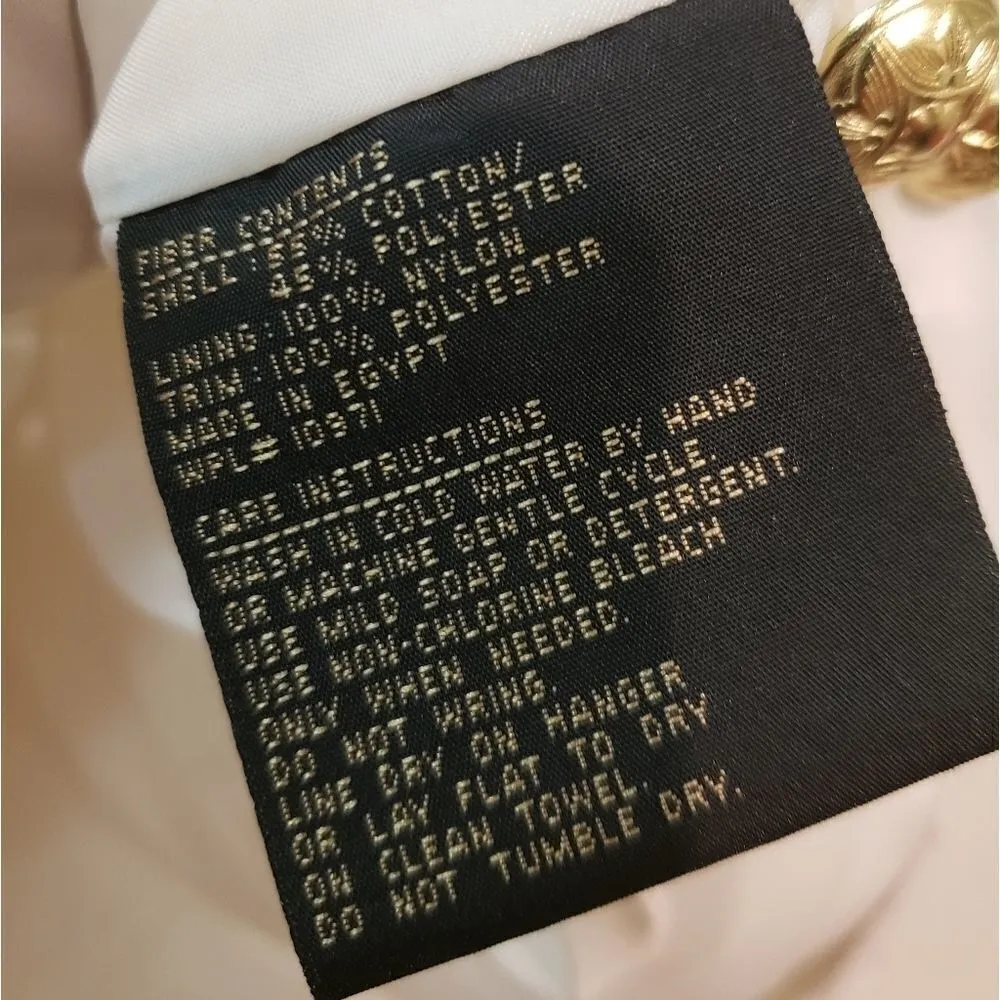 FIBER CONTENTS
SHELL:55% COTTON/
45% POLYESTER
LINING:100% NYLON
TRIM:100% POLYESTER
MADE IN EGYPT
WPL# 10971
CARE INSTRUCTIONS
WASH IN COLD WATER BY HAND
OR MACHINE GENTLE CYCLE.
USE MILD SOAP OR DETERGENT.
USE NON-CHLORINE BLEACH
ONLY WHEN NEEDED.
DO NOT WRING.
LINE DRY ON HANGER
OR LAY FLAT TO DRY
ON CLEAN TOWEL.
DO NOT TUMBLE DRY.